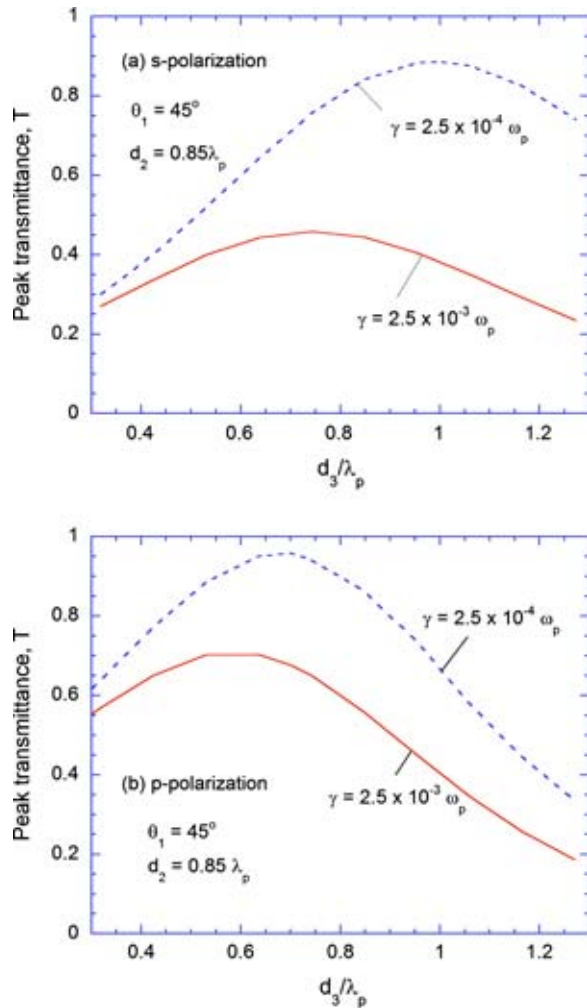 1
(a) s-polarization
0.8
θ₁ = 45°
γ = 2.5 x 10⁻⁴ ωₚ
d₂ = 0.85λₚ
0.6
Peak transmittance, T
0.4
γ = 2.5 x 10⁻³ ωₚ
0.2
0
0.4 0.6 0.8 1 1.2
d₃/λₚ
1
0.8
γ = 2.5 x 10⁻⁴ ωₚ
0.6
Peak transmittance, T
0.4
(b) p-polarization
γ = 2.5 x 10⁻³ ωₚ
θ₁ = 45°
0.2
d₂ = 0.85 λₚ
0
0.4 0.6 0.8 1 1.2
d₃/λₚ